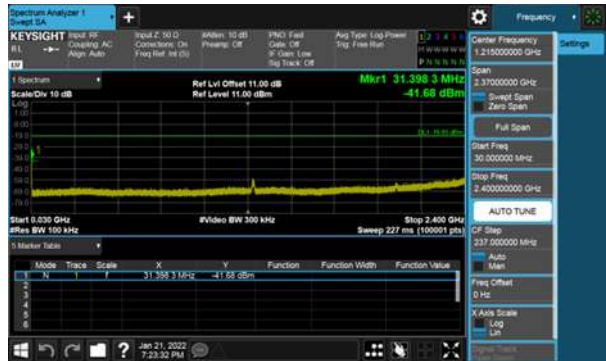 Spectrum Analyzer 1
Swept SA
Frequency
KEYSIGHT
Input: RF
Coupling: AC
Align: Auto
Input Z: 50 Ω
Corrections: On
Freq Ref: Int (S)
#Atten: 10 dB
Preamp: Off
PNO: Fast
Gate: Off
IF Gain: Low
Sig Track: Off
Avg Type: Log-Power
Trig: Free Run
1 2 3 4 5 6
P N N N N N
LW
Center Frequency
1.215000000 GHz
Settings
Span
2.37000000 GHz
Swept Span
Zero Span
Full Span
Start Freq
30.000000 MHz
Stop Freq
2.400000000 GHz
AUTO TUNE
CF Step
237.000000 MHz
Auto
Man
Freq Offset
0 Hz
X Axis Scale
Log
Lin
Signal Track
1 Spectrum
Scale/Div 10 dB
Ref Lvl Offset 11.00 dB
Ref Level 11.00 dBm
Mkr1 31.398 3 MHz
-41.68 dBm
Log
1.00
1
Start 0.030 GHz
#Res BW 100 kHz
#Video BW 300 kHz
Stop 2.400 GHz
Sweep 227 ms (100001 pts)
5 Marker Table
Mode Trace Scale X Y Function Function Width Function Value
1 N 1 f 31.398 3 MHz -41.68 dBm
2
3
4
5
6
Jan 21, 2022
7:23:32 PM